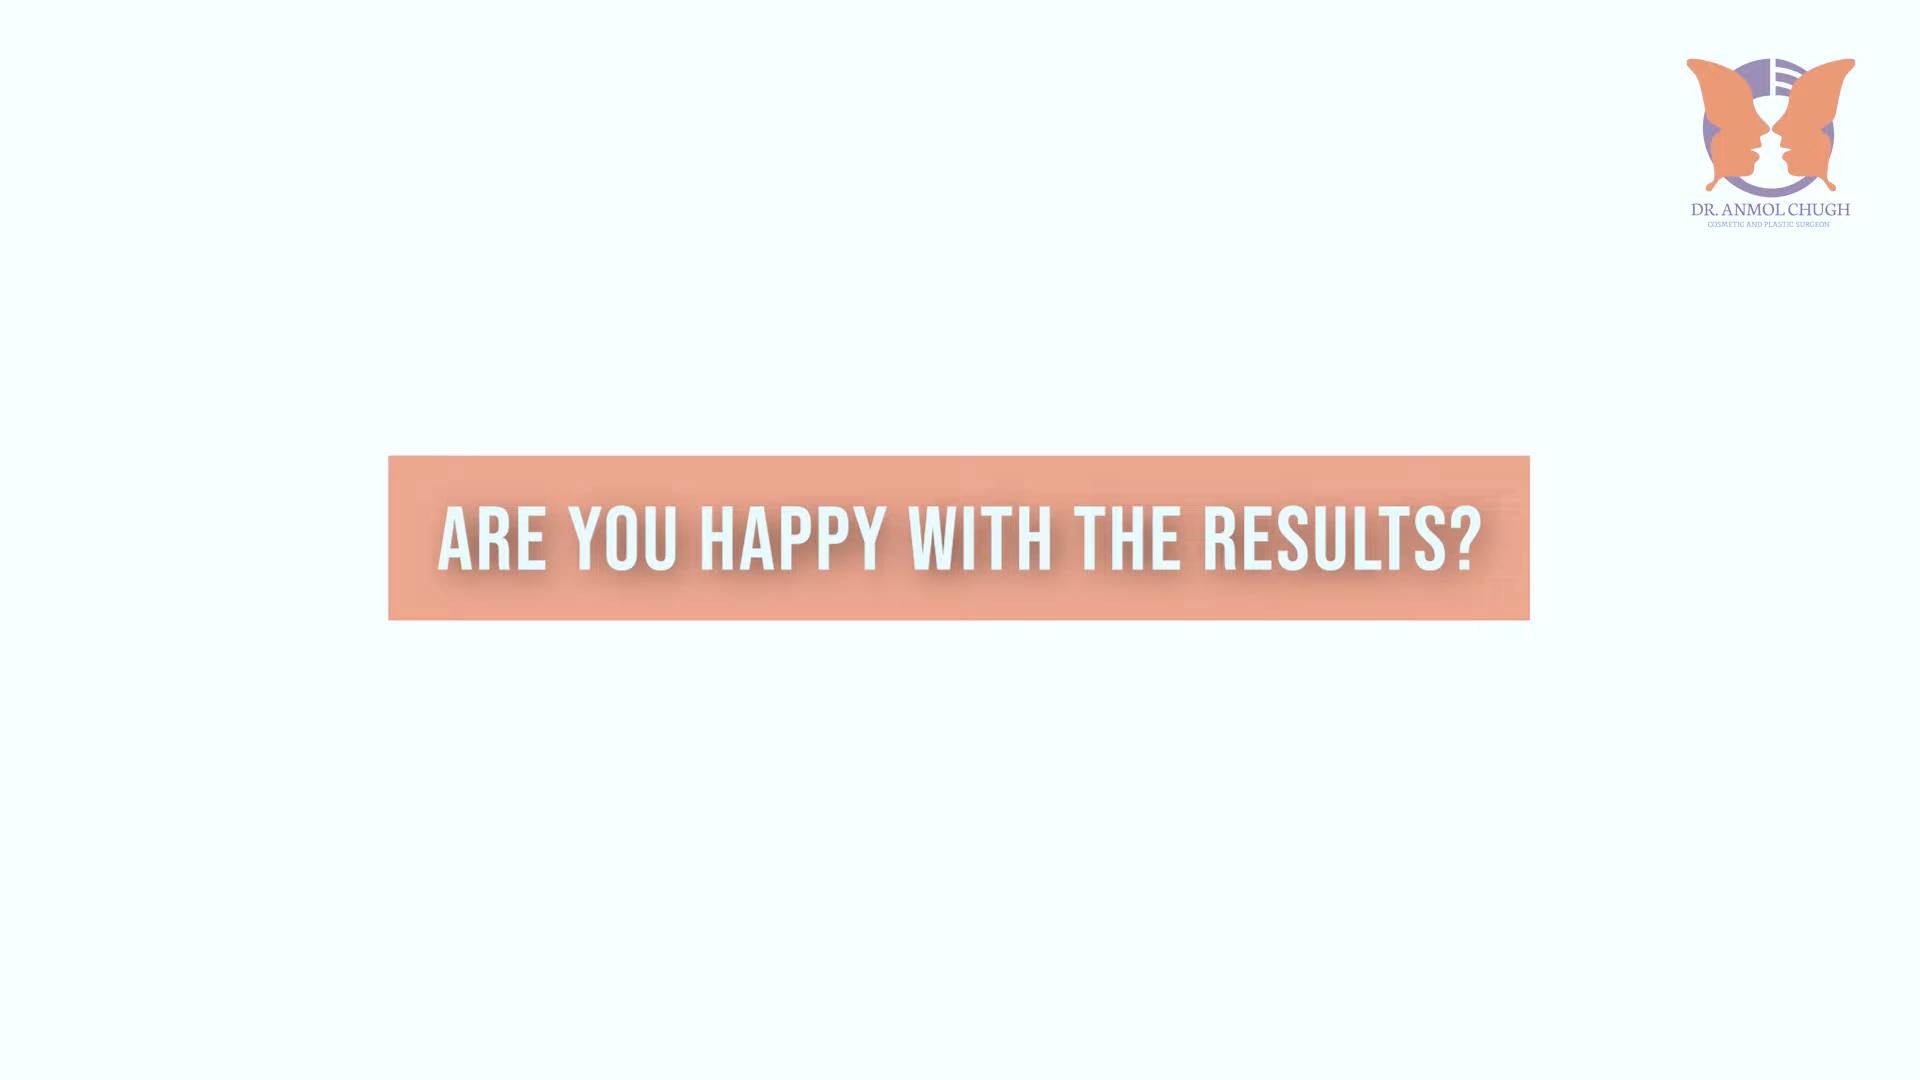 DR. ANMOL CHUGH
COSMETIC AND PLASTIC SURGEON
ARE YOU HAPPY WITH THE RESULTS?